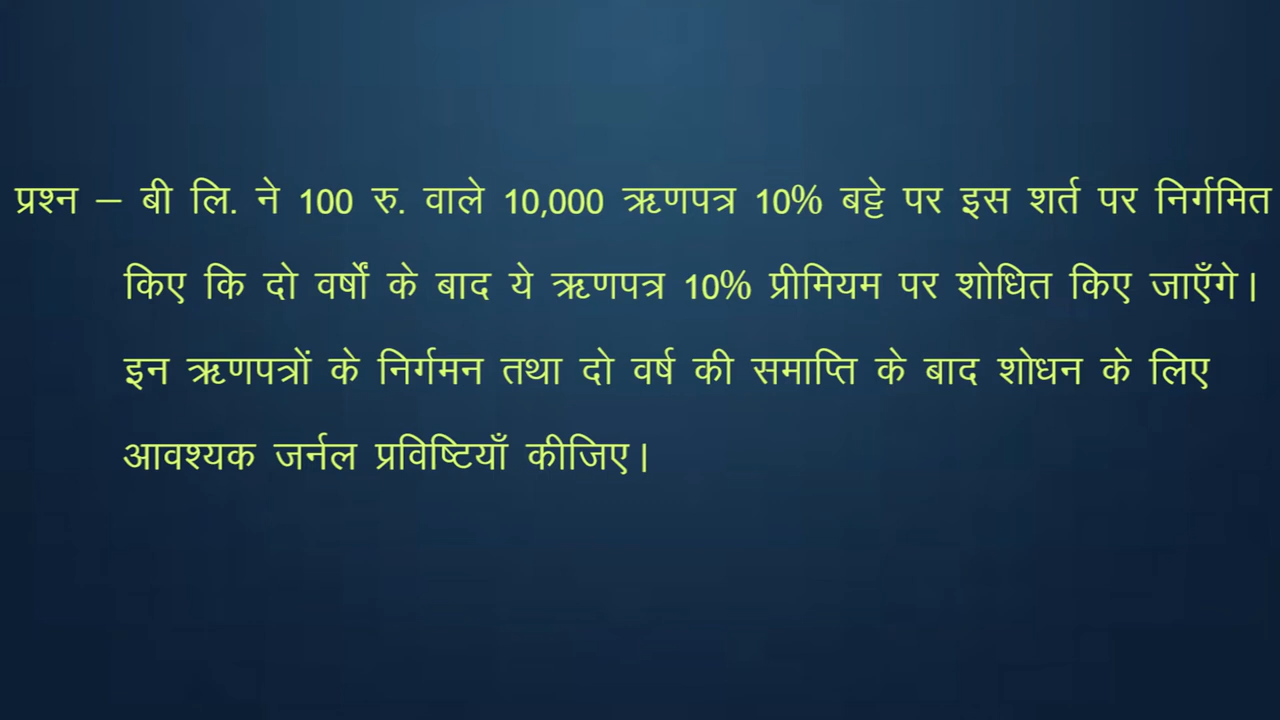 प्रश्न – बी लि. ने 100 रु. वाले 10,000 ऋणपत्र 10% बट्टे पर इस शर्त पर निर्गमित
किए कि दो वर्षों के बाद ये ऋणपत्र 10% प्रीमियम पर शोधित किए जाएँगे।
इन ऋणपत्रों के निर्गमन तथा दो वर्ष की समाप्ति के बाद शोधन के लिए
आवश्यक जर्नल प्रविष्टियाँ कीजिए।